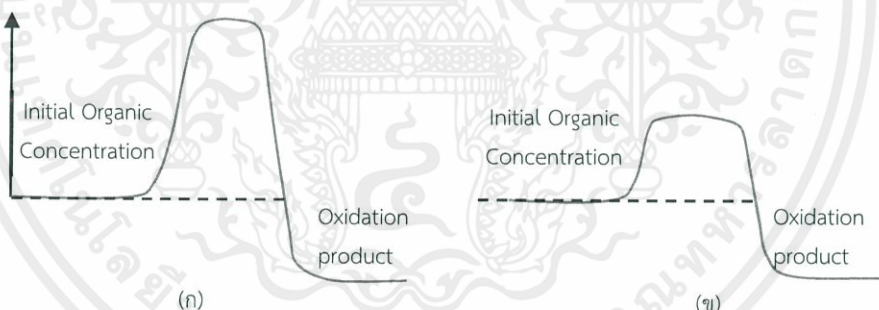 Initial Organic
Concentration
Oxidation
product
(ก)
Initial Organic
Concentration
Oxidation
product
(ข)